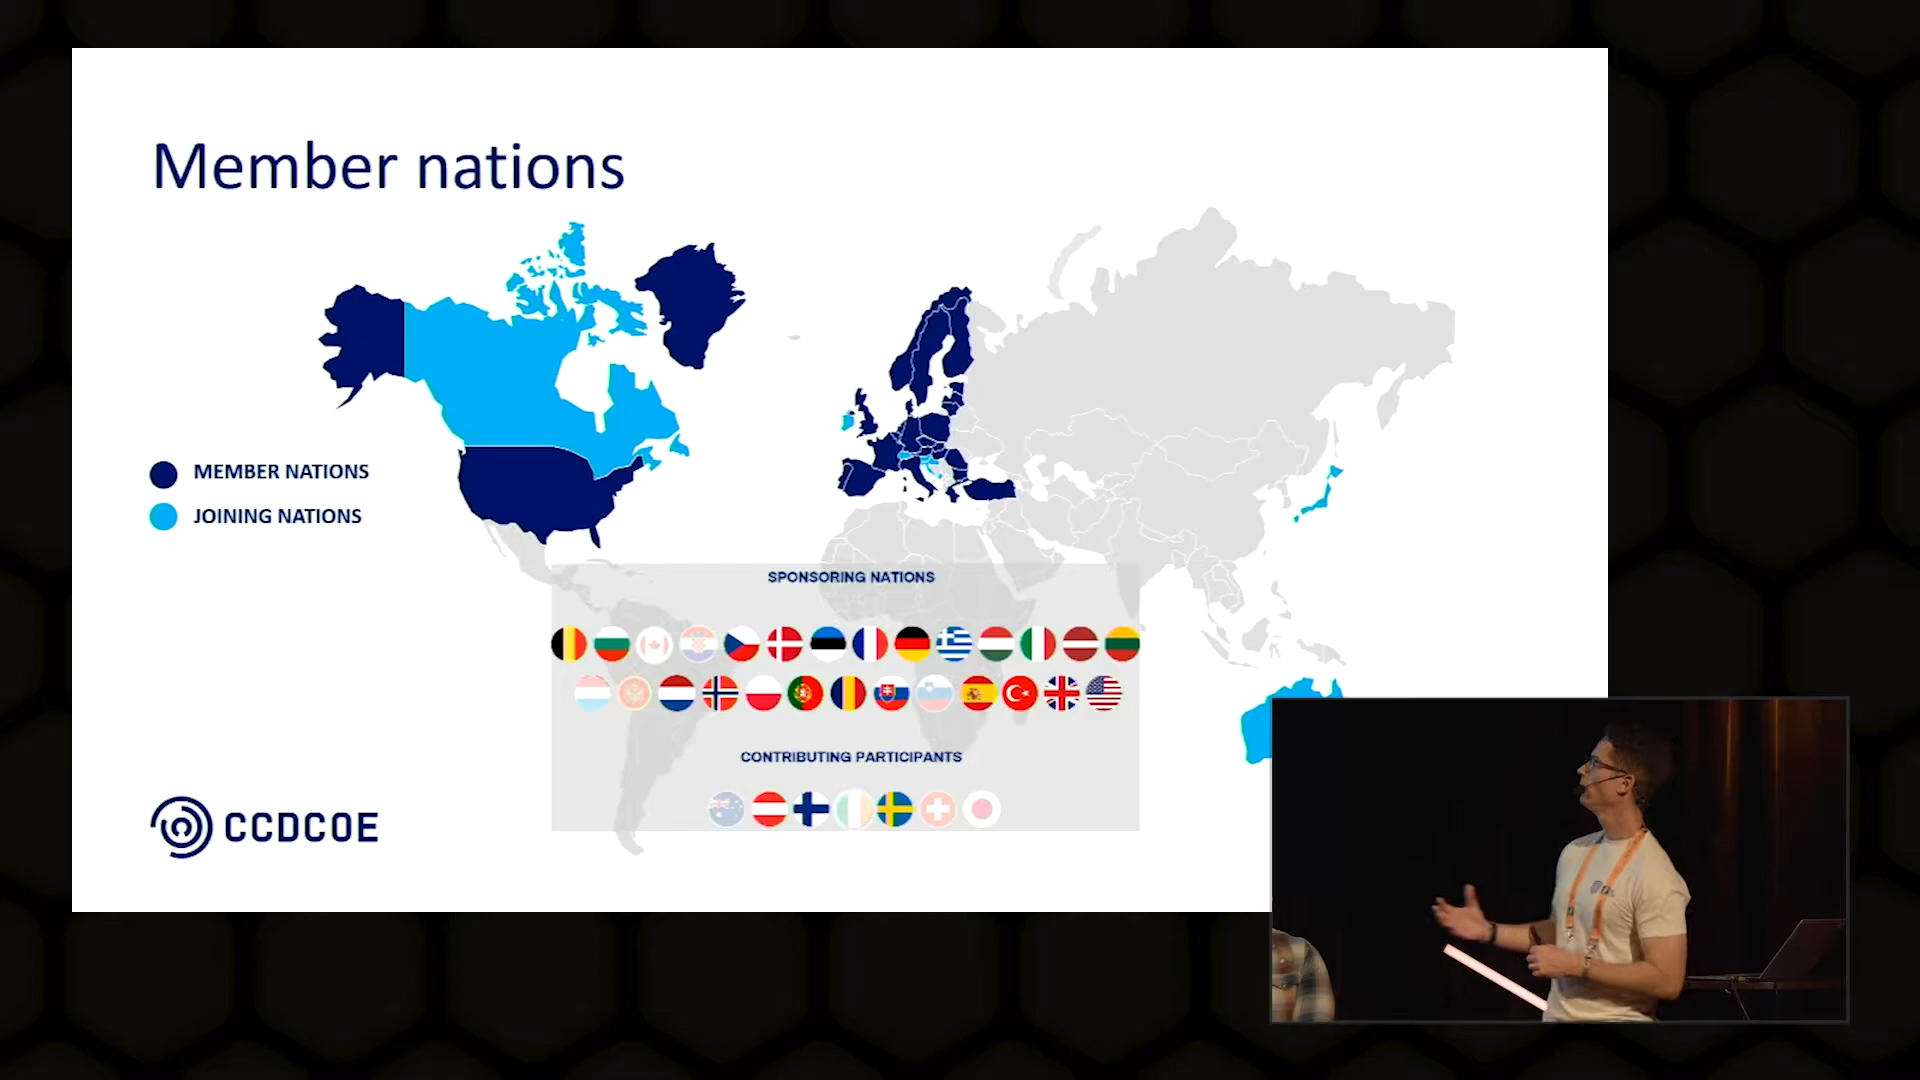 Member nations
MEMBER NATIONS
JOINING NATIONS
SPONSORING NATIONS
CONTRIBUTING PARTICIPANTS
CCDCOE